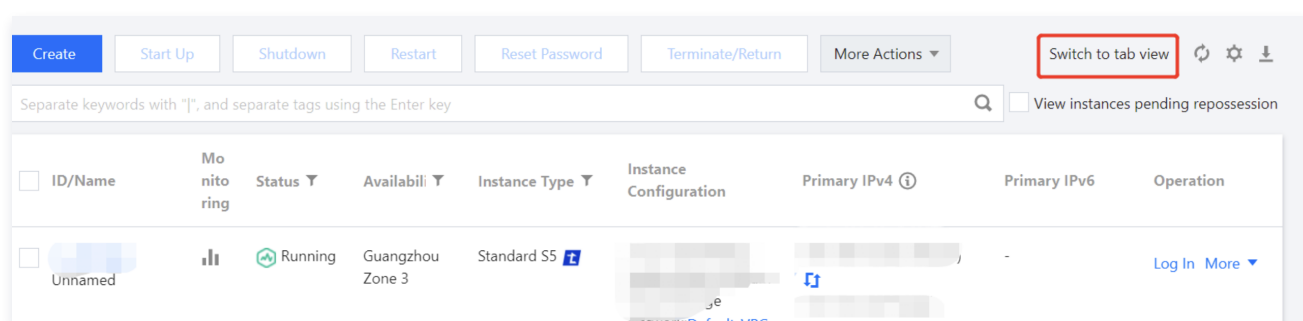 Create Start Up Shutdown Restart Reset Password Terminate/Return More Actions Switch to tab view
Separate keywords with "|", and separate tags using the Enter key View instances pending repossession
ID/Name Mo
nito
ring Status Availabili Instance Type Instance
Configuration Primary IPv4 Primary IPv6 Operation
Unnamed Running Guangzhou
Zone 3 Standard S5 - Log In More